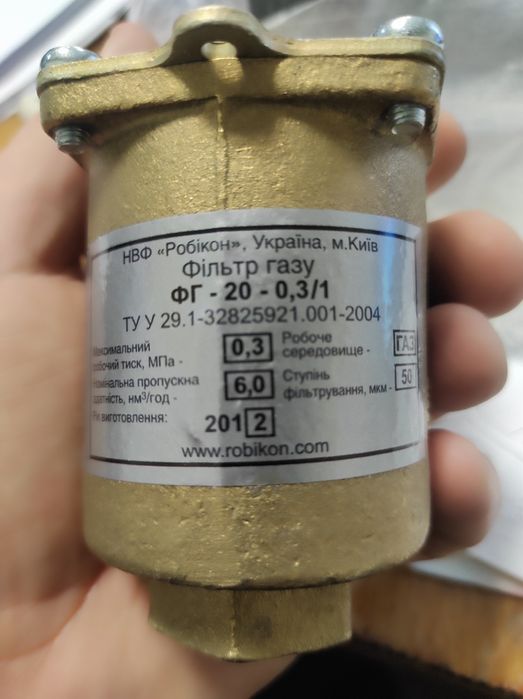 НВФ «Робікон», Україна, м.Київ
Фільтр газу
ФГ - 20 - 0,3/1
ТУ У 29.1-32825921.001-2004
Максимальний робочий тиск, МПа - 0,3
Робоче середовище - ГАЗ
Номінальна пропускна здатність, нм³/год - 6,0
Ступінь фільтрування, мкм - 50
Рік виготовлення: 2012
www.robikon.com